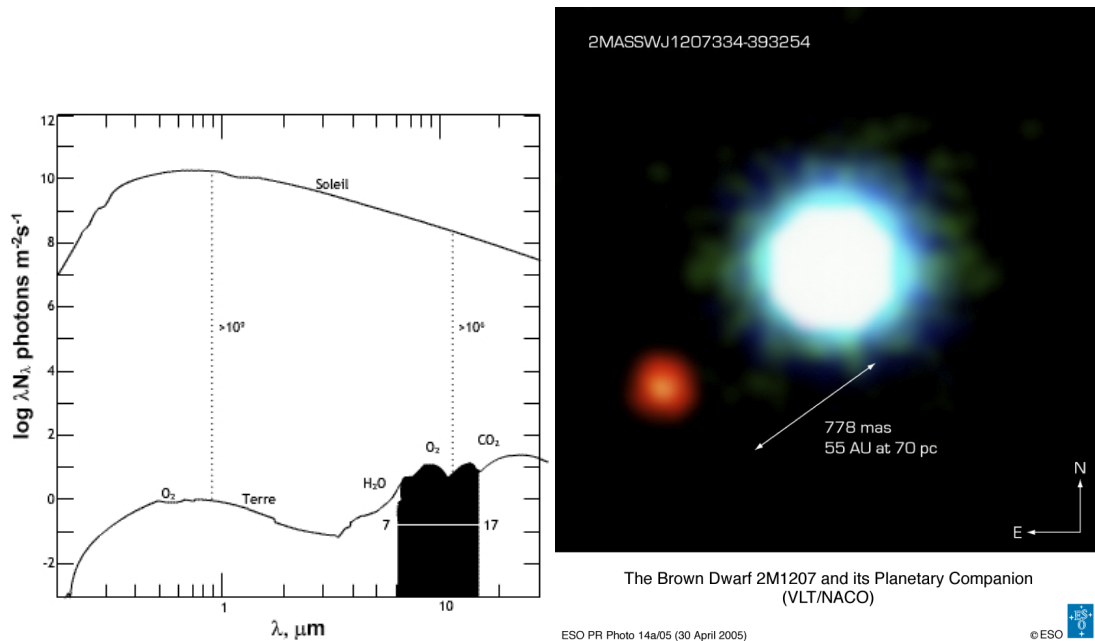 12
10
8
6
4
2
0
-2
log λNλ photons m⁻²s⁻¹
Soleil
>10⁹
>10⁶
O₂
Terre
H₂O
O₂
CO₂
7
17
1
10
λ, μm
2MASSWJ1207334-393254
778 mas
55 AU at 70 pc
N
E
The Brown Dwarf 2M1207 and its Planetary Companion
(VLT/NACO)
ESO PR Photo 14a/05 (30 April 2005)
© ESO
ESO